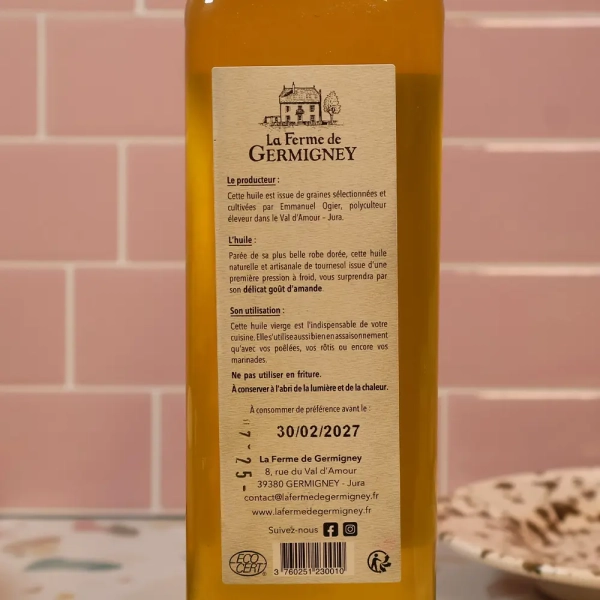 La Ferme de
GERMIGNEY
Le producteur :
Cette huile est issue de graines sélectionnées et
cultivées par Emmanuel Ogier, polyculteur
éleveur dans le Val d'Amour - Jura.
L'huile :
Parée de sa plus belle robe dorée, cette huile
naturelle et artisanale de tournesol issue d'une
première pression à froid, vous surprendra par
son délicat goût d'amande.
Son utilisation :
Cette huile vierge est l'indispensable de votre
cuisine. Elle s'utilise aussi bien en assaisonnement
qu'avec vos poêlées, vos rôtis ou encore vos
marinades.
Ne pas utiliser en friture.
À conserver à l'abri de la lumière et de la chaleur.
À consommer de préférence avant le :
30/02/2027
La Ferme de Germigney
8, rue du Val d'Amour
39380 GERMIGNEY - Jura
contact@lafermedegermigney.fr
www.lafermedegermigney.fr
Suivez-nous
ECO
CERT
3 760251 230010